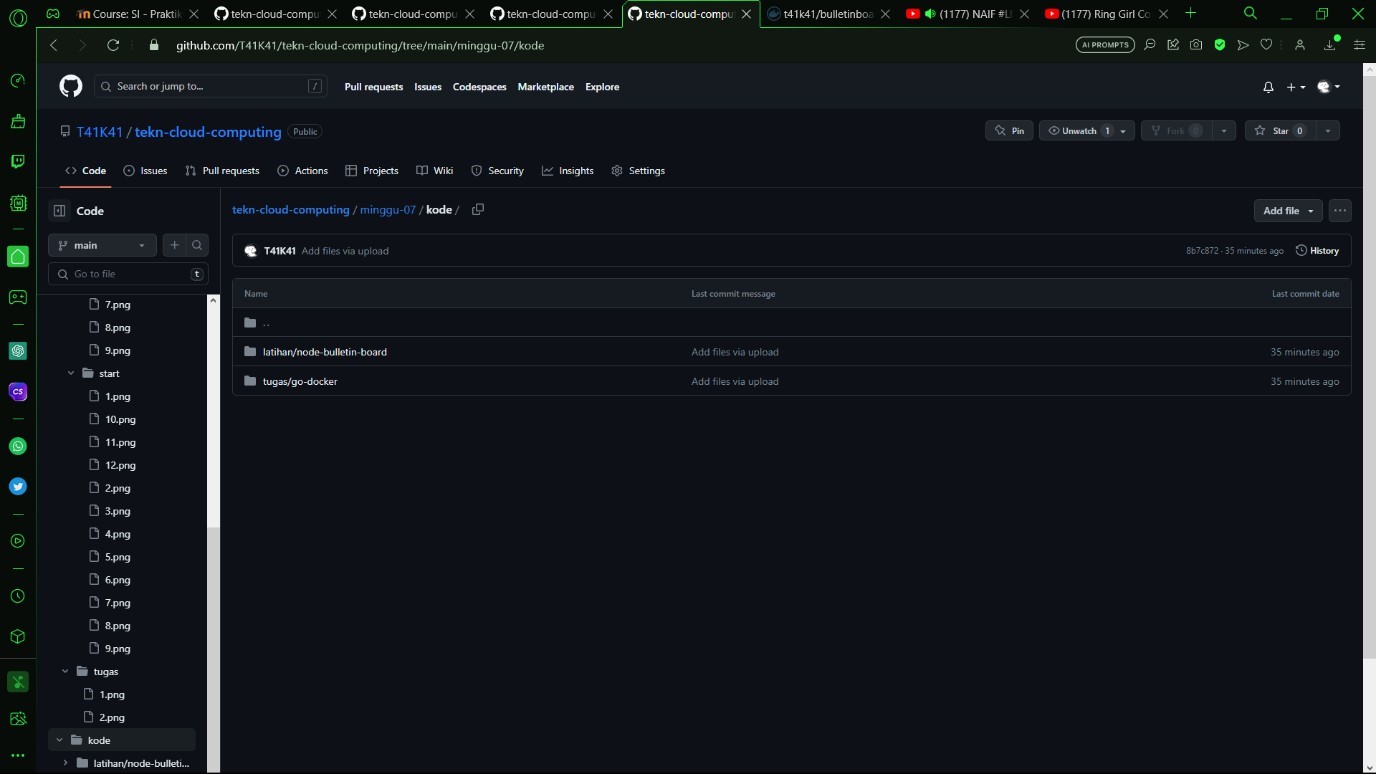 Course: SI - Praktik
tekn-cloud-compu
tekn-cloud-compu
tekn-cloud-compu
tekn-cloud-compu
t41k41/bulletinboa
(1177) NAIF #LI
(1177) Ring Girl Co
github.com/T41K41/tekn-cloud-computing/tree/main/minggu-07/kode
AI PROMPTS
Search or jump to...
/
Pull requests
Issues
Codespaces
Marketplace
Explore
T41K41 / tekn-cloud-computing
Public
Pin
Unwatch 1
Fork 0
Star 0
Code
Issues
Pull requests
Actions
Projects
Wiki
Security
Insights
Settings
Code
main
Go to file
t
7.png
8.png
9.png
start
1.png
10.png
11.png
12.png
2.png
3.png
4.png
5.png
6.png
7.png
8.png
9.png
tugas
1.png
2.png
kode
latihan/node-bulleti...
tekn-cloud-computing / minggu-07 / kode /
Add file
T41K41 Add files via upload
8b7c872 · 35 minutes ago
History
Name Last commit message Last commit date
..
latihan/node-bulletin-board Add files via upload 35 minutes ago
tugas/go-docker Add files via upload 35 minutes ago
CS